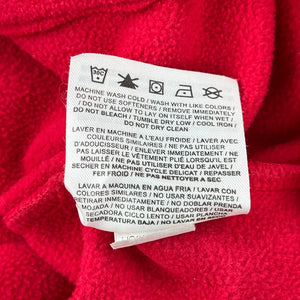 MACHINE WASH COLD / WASH WITH LIKE COLORS /
DO NOT USE SOFTENERS / REMOVE IMMEDIATELY
/ DO NOT ALLOW TO LAY ON ITSELF WHEN WET /
DO NOT BLEACH / TUMBLE DRY LOW / COOL IRON /
DO NOT DRY CLEAN
LAVER EN MACHINE À L'EAU FROIDE / LAVER AVEC
COULEURS SIMILAIRES / NE PAS UTILISER
D'ADOUCISSEUR / ENLEVER IMMÉDIATEMENT / NE
PAS LAISSER LE VÊTEMENT PLIÉ LORSQU'IL EST
MOUILLÉ / NE PAS UTILISER D'EAU DE JAVEL /
SECHER EN MACHINE CYCLE DELICAT / REPASSER
FER TIEDE / NE PAS NETTOYER A SEC
LAVAR A MAQUINA EN AGUA FRIA / LAVAR CON
COLORES SIMILARES / NO USE SUAVIZANTE /
RETIRAR INMEDIATAMENTE / NO DOBLAR PRENDA
MOJADA / NO USAR BLANQUEADOR / USAR
SECADORA CICLO LENTO / USAR PLANCHA
TEMPERATURA BAJA / NO LAVAR EN SECO